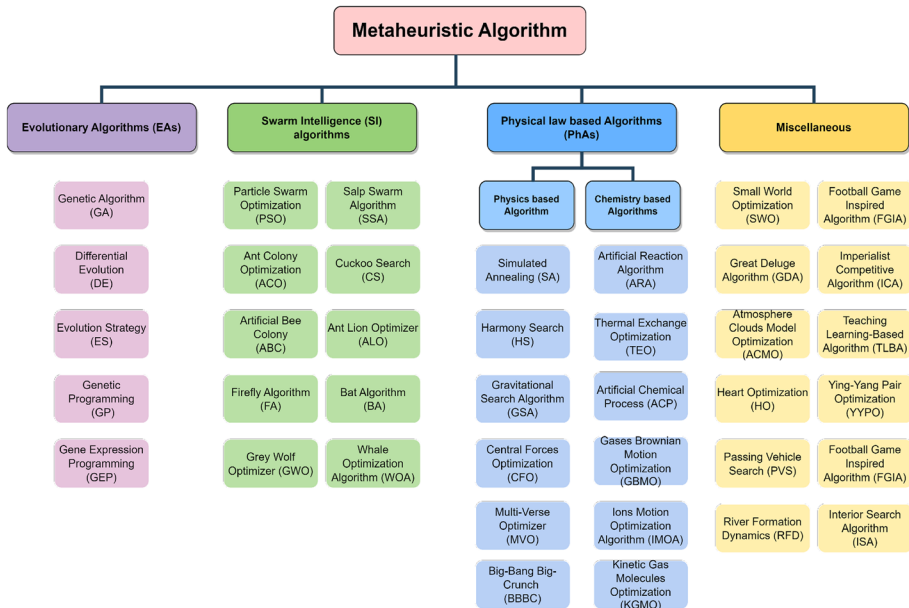 Metaheuristic Algorithm
Evolutionary Algorithms (EAs)
Swarm Intelligence (SI)
algorithms
Physical law based Algorithms
(PhAs)
Miscellaneous
Genetic Algorithm
(GA)
Differential
Evolution
(DE)
Evolution Strategy
(ES)
Genetic
Programming
(GP)
Gene Expression
Programming
(GEP)
Particle Swarm
Optimization
(PSO)
Salp Swarm
Algorithm
(SSA)
Ant Colony
Optimization
(ACO)
Cuckoo Search
(CS)
Artificial Bee
Colony
(ABC)
Ant Lion Optimizer
(ALO)
Firefly Algorithm
(FA)
Bat Algorithm
(BA)
Grey Wolf
Optimizer (GWO)
Whale
Optimization
Algorithm (WOA)
Physics based
Algorithm
Chemistry based
Algorithms
Simulated
Annealing (SA)
Artificial Reaction
Algorithm
(ARA)
Harmony Search
(HS)
Thermal Exchange
Optimization
(TEO)
Gravitational
Search Algorithm
(GSA)
Artificial Chemical
Process (ACP)
Central Forces
Optimization
(CFO)
Gases Brownian
Motion
Optimization
(GBMO)
Multi-Verse
Optimizer
(MVO)
Ions Motion
Optimization
Algorithm (IMOA)
Big-Bang Big-
Crunch
(BBBC)
Kinetic Gas
Molecules
Optimization
(KGMO)
Small World
Optimization
(SWO)
Football Game
Inspired
Algorithm (FGIA)
Great Deluge
Algorithm (GDA)
Imperialist
Competitive
Algorithm (ICA)
Atmosphere
Clouds Model
Optimization
(ACMO)
Teaching
Learning-Based
Algorithm (TLBA)
Heart Optimization
(HO)
Ying-Yang Pair
Optimization
(YYPO)
Passing Vehicle
Search (PVS)
Football Game
Inspired
Algorithm (FGIA)
River Formation
Dynamics (RFD)
Interior Search
Algorithm
(ISA)